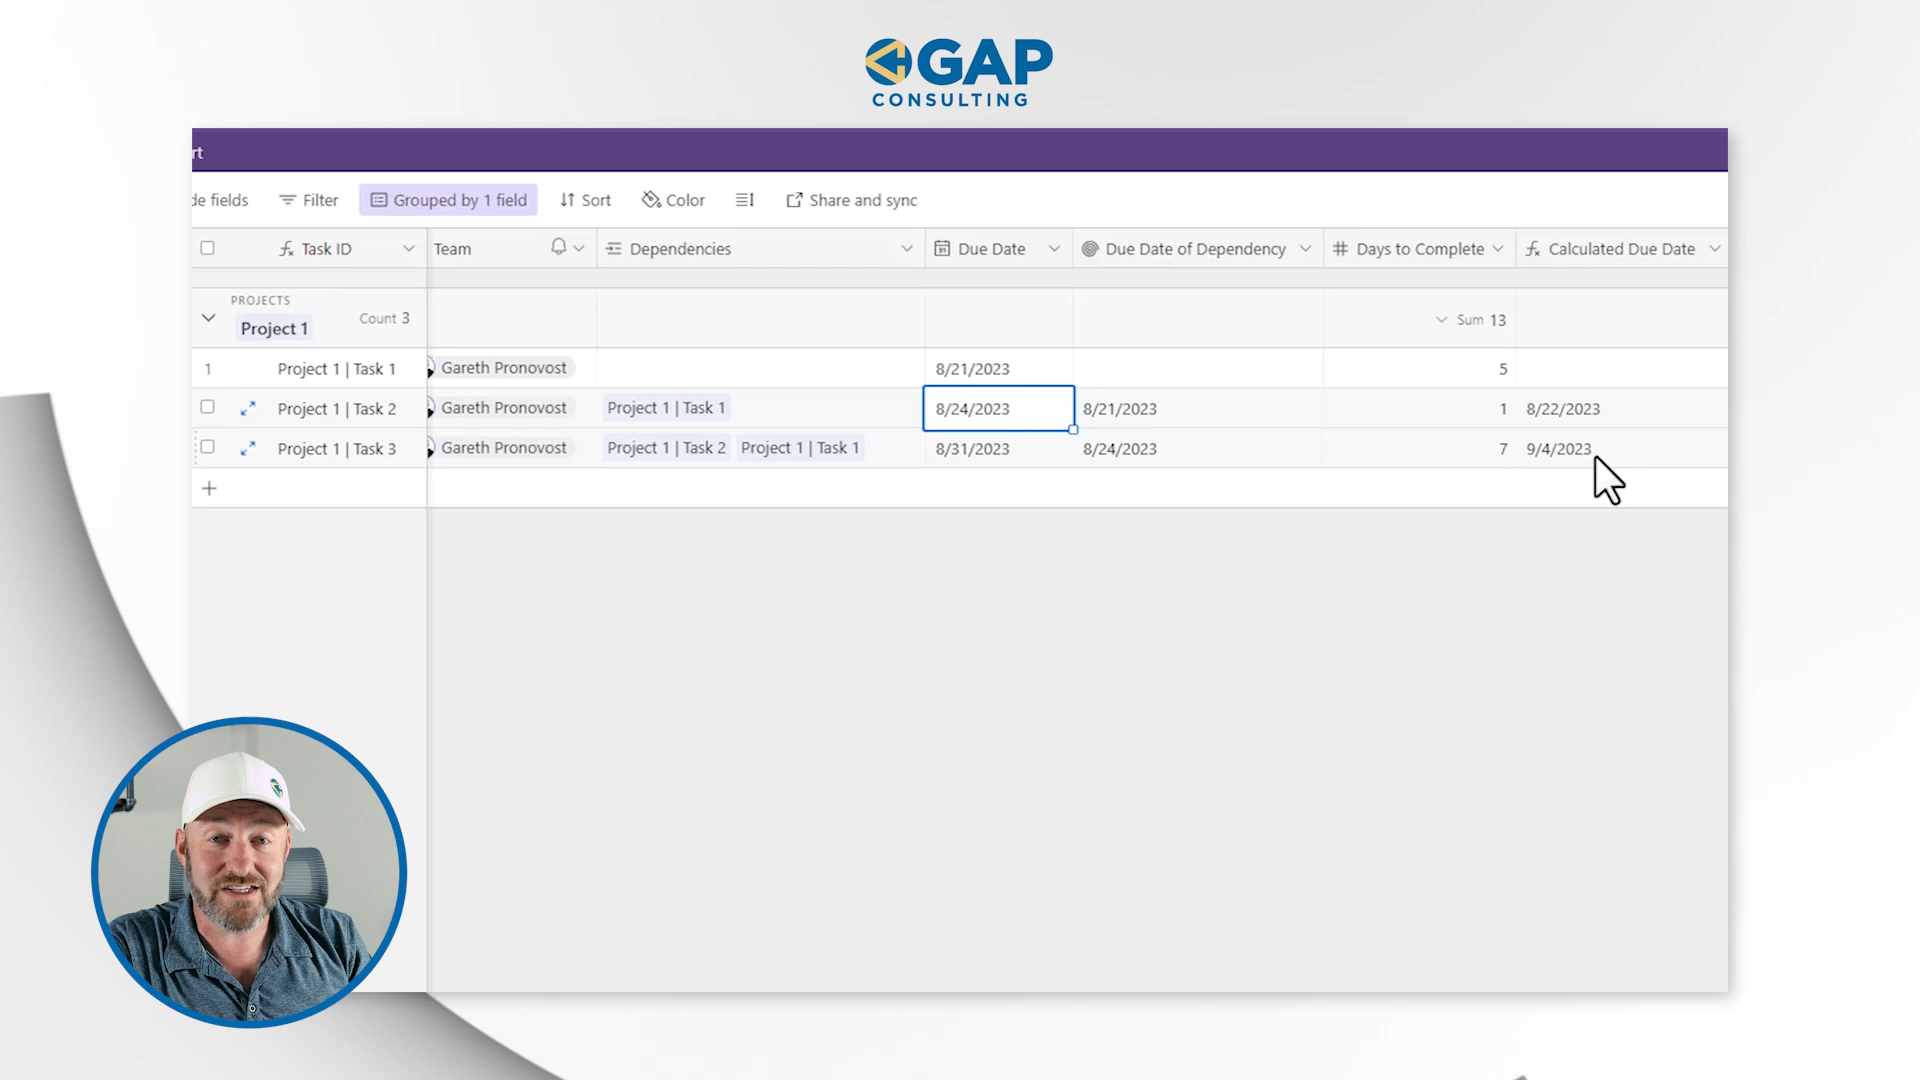 GAP
CONSULTING
rt
de fields Filter Grouped by 1 field Sort Color Share and sync
Task ID Team Dependencies Due Date Due Date of Dependency Days to Complete Calculated Due Date
PROJECTS
Project 1 Count 3 Sum 13
1 Project 1 | Task 1 Gareth Pronovost 8/21/2023 5
Project 1 | Task 2 Gareth Pronovost Project 1 | Task 1 8/24/2023 8/21/2023 1 8/22/2023
Project 1 | Task 3 Gareth Pronovost Project 1 | Task 2 Project 1 | Task 1 8/31/2023 8/24/2023 7 9/4/2023